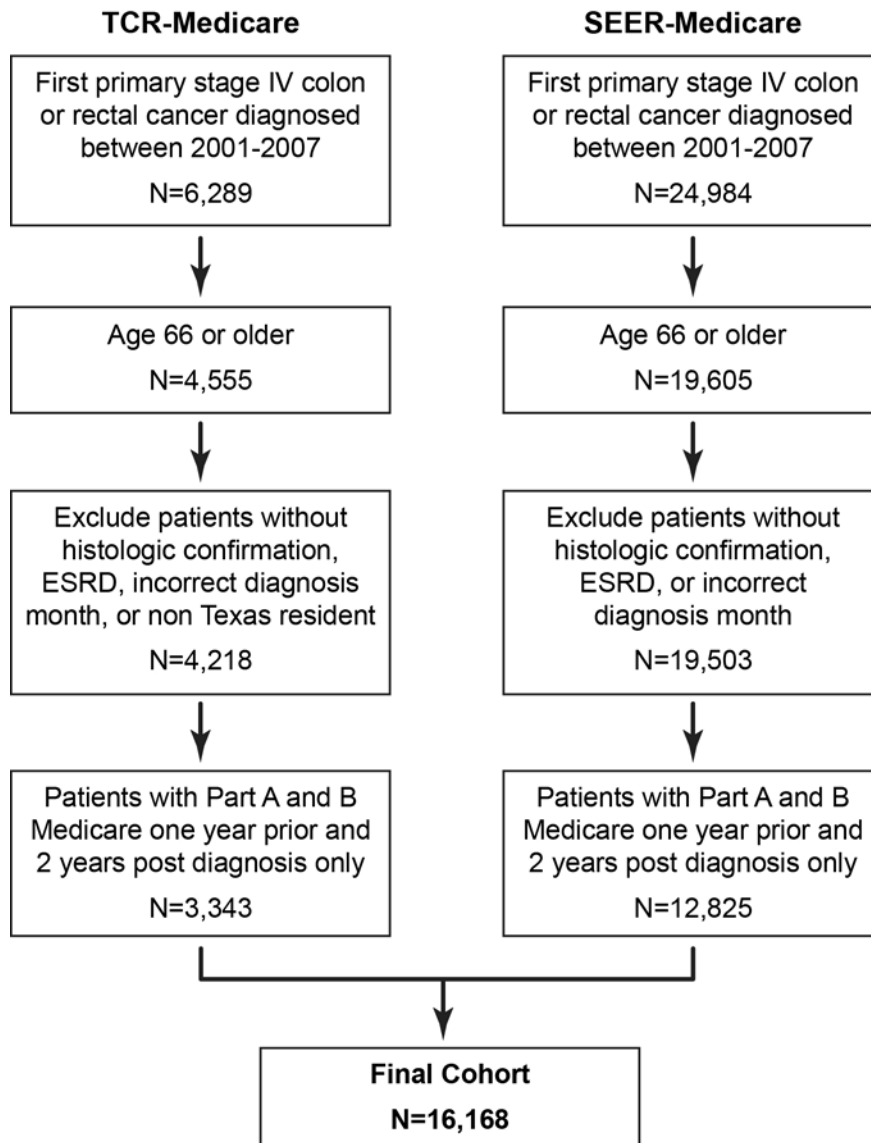 TCR-Medicare
First primary stage IV colon
or rectal cancer diagnosed
between 2001-2007
N=6,289
Age 66 or older
N=4,555
Exclude patients without
histologic confirmation,
ESRD, incorrect diagnosis
month, or non Texas resident
N=4,218
Patients with Part A and B
Medicare one year prior and
2 years post diagnosis only
N=3,343
SEER-Medicare
First primary stage IV colon
or rectal cancer diagnosed
between 2001-2007
N=24,984
Age 66 or older
N=19,605
Exclude patients without
histologic confirmation,
ESRD, or incorrect
diagnosis month
N=19,503
Patients with Part A and B
Medicare one year prior and
2 years post diagnosis only
N=12,825
Final Cohort
N=16,168